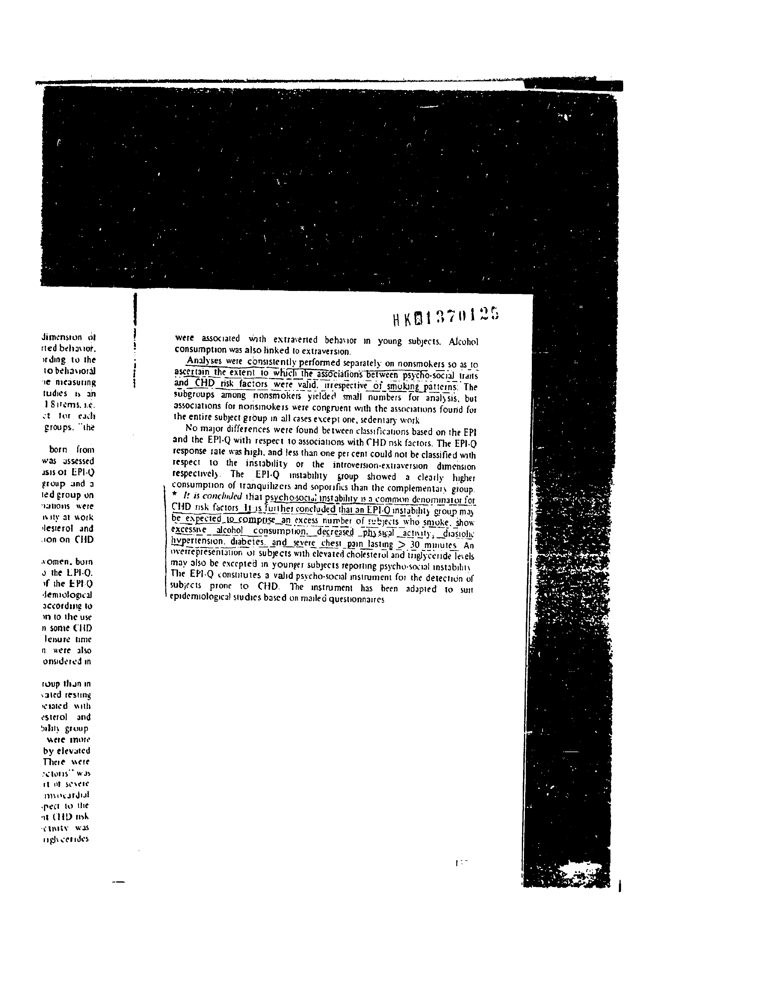 HK01370125
dimension of
rted behavior.
rding to the
to behavioral
ie measuring
tudies is an
18 items, i.e.
for each
groups. "the
born from
was assessed
asis of EPI-Q
group and a
ted group on
nations were
ivity at work
lesterol and
ion on CHD
women, born
o the EPI-Q.
of the EPI-Q
demiological
according to
on to the use
n some CHD
leisure time
n were also
onsidered in
roup than in
vated resting
ociated with
esterol and
bility group
were more
by elevated
There were
ectoris" was
rt of severe
myocardial
spect to the
nt CHD risk
ctivity was
riglycerides
were associated with extraverted behavior in young subjects. Alcohol
consumption was also linked to extraversion.
Analyses were consistently performed separately on nonsmokers so as to
ascertain the extent to which the associations between psycho-social traits
and CHD risk factors were valid, irrespective of smoking patterns. The
subgroups among nonsmokers yielded small numbers for analysis, but
associations for nonsmokers were congruent with the associations found for
the entire subject group in all cases except one, sedentary work
No major differences were found between classifications based on the EPI
and the EPI-Q with respect to associations with CHD risk factors. The EPI-Q
response rate was high, and less than one per cent could not be classified with
respect to the instability or the introversion-extraversion dimension
respectively. The EPI-Q instability group showed a clearly higher
consumption of tranquilizers and soporifics than the complementary group.
* It is concluded that psychosocial instability is a common denominator for
CHD risk factors. It is further concluded that an EPI-Q instability group may
be expected to comprise an excess number of subjects who smoke, show
excessive alcohol consumption, decreased physical activity, diastolic
hypertension, diabetes, and severe chest pain lasting > 30 minutes. An
overrepresentation of subjects with elevated cholesterol and triglyceride levels
may also be excepted in younger subjects reporting psycho-social instability
The EPI-Q constitutes a valid psycho-social instrument for the detection of
subjects prone to CHD. The instrument has been adapted to suit
epidemiological studies based on mailed questionnaires